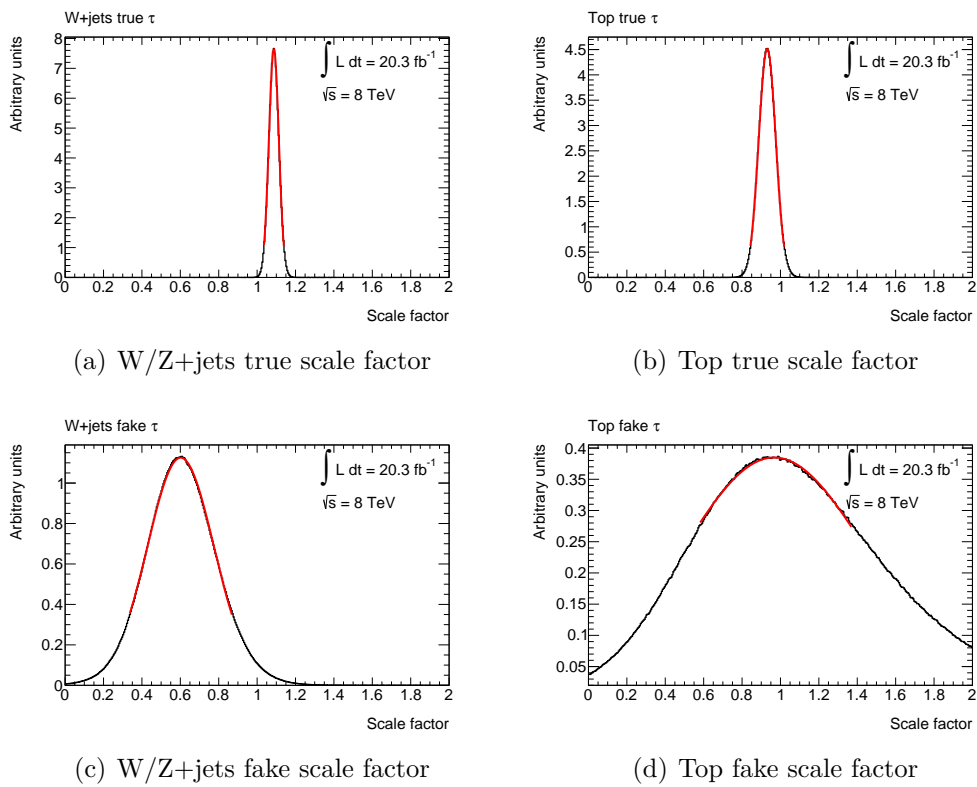 W+jets true τ
Arbitrary units
8
7
6
5
4
3
2
1
0
∫ L dt = 20.3 fb⁻¹
√s = 8 TeV
0 0.2 0.4 0.6 0.8 1 1.2 1.4 1.6 1.8 2
Scale factor
(a) W/Z+jets true scale factor
Top true τ
Arbitrary units
4.5
4
3.5
3
2.5
2
1.5
1
0.5
0
∫ L dt = 20.3 fb⁻¹
√s = 8 TeV
0 0.2 0.4 0.6 0.8 1 1.2 1.4 1.6 1.8 2
Scale factor
(b) Top true scale factor
W+jets fake τ
Arbitrary units
1
0.8
0.6
0.4
0.2
0
∫ L dt = 20.3 fb⁻¹
√s = 8 TeV
0 0.2 0.4 0.6 0.8 1 1.2 1.4 1.6 1.8 2
Scale factor
(c) W/Z+jets fake scale factor
Top fake τ
Arbitrary units
0.4
0.35
0.3
0.25
0.2
0.15
0.1
0.05
∫ L dt = 20.3 fb⁻¹
√s = 8 TeV
0 0.2 0.4 0.6 0.8 1 1.2 1.4 1.6 1.8 2
Scale factor
(d) Top fake scale factor